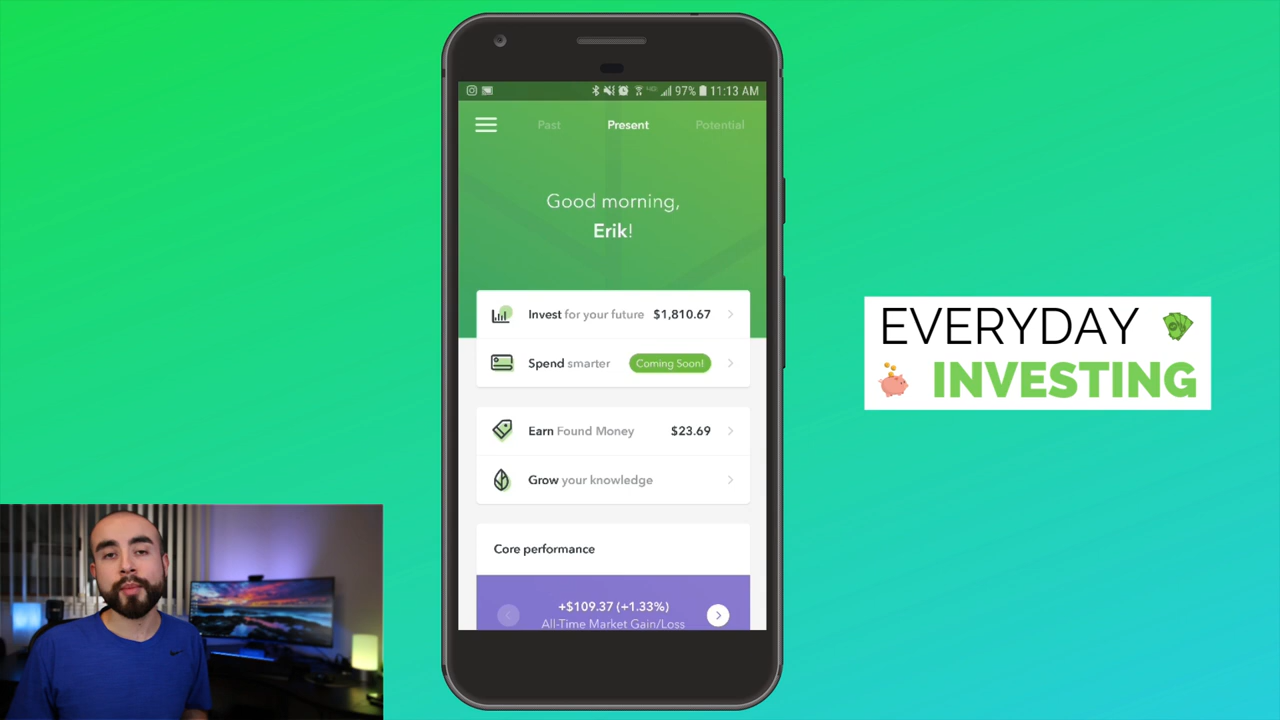 97% 11:13 AM
Past Present Potential
Good morning,
Erik!
Invest for your future $1,810.67
Spend smarter Coming Soon!
Earn Found Money $23.69
Grow your knowledge
Core performance
+$109.37 (+1.33%)
All-Time Market Gain/Loss
EVERYDAY
INVESTING